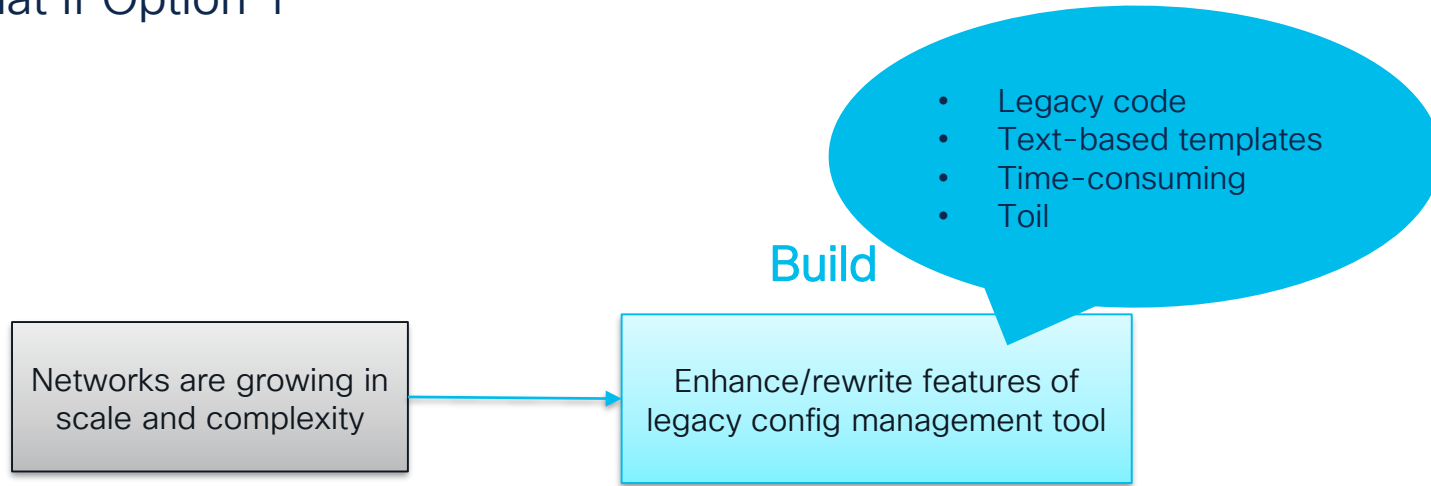 if Option 1
• Legacy code
• Text-based templates
• Time-consuming
• Toil
Build
Networks are growing in
scale and complexity
Enhance/rewrite features of
legacy config management tool